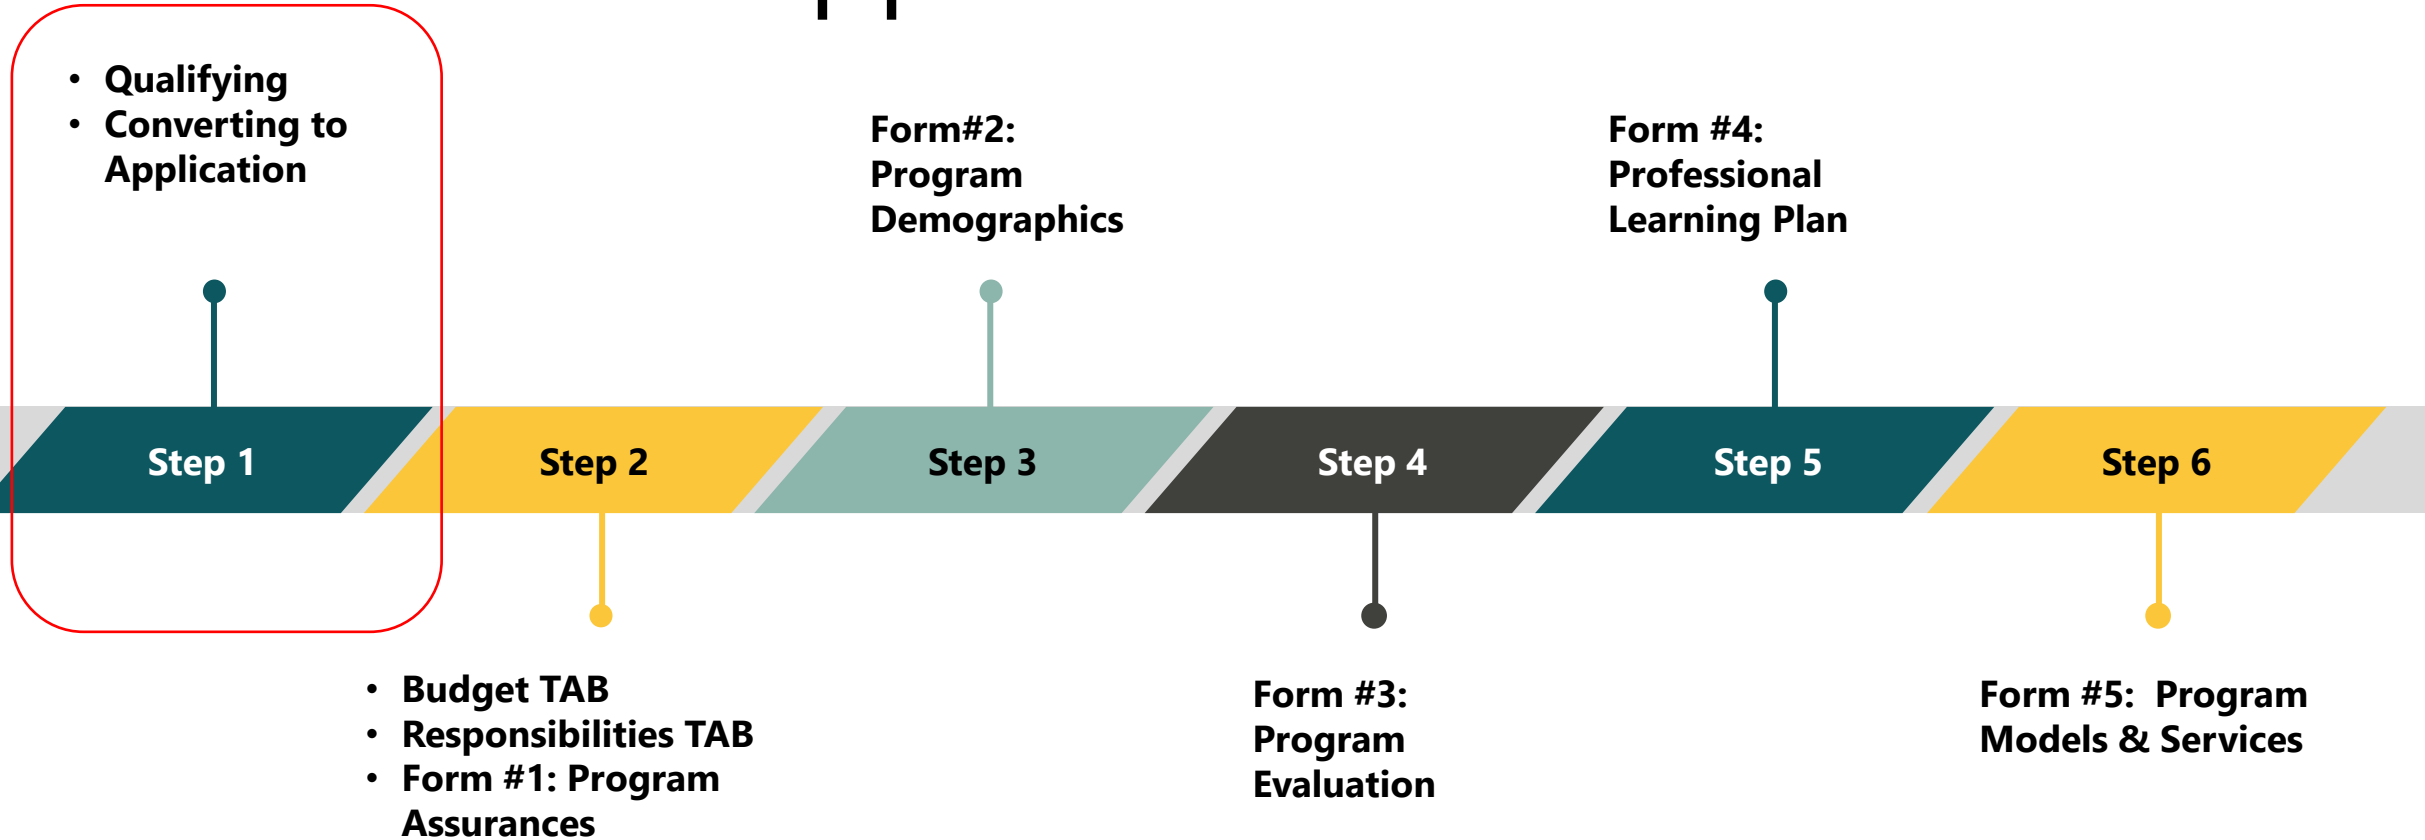 • Qualifying
• Converting to
Application
Form#2:
Program
Demographics
Form #4:
Professional
Learning Plan
Step 1
Step 2
Step 3
Step 4
Step 5
Step 6
• Budget TAB
• Responsibilities TAB
• Form #1: Program
Assurances
Form #3:
Program
Evaluation
Form #5:  Program
Models & Services